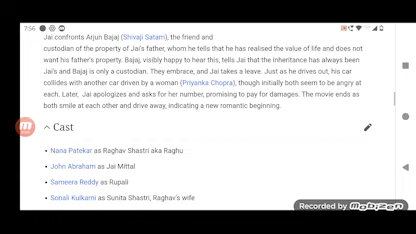 7:56
Jai confronts Arjun Bajaj (Shivaji Satam), the friend and
custodian of the property of Jai's father, whom he tells that he has realised the value of life and does not
want his father's property. Bajaj, visibly happy to hear this, tells Jai that the inheritance has always been
Jai's and Bajaj is only a custodian. They embrace, and Jai takes a leave. Just as he drives out, his car
collides with another car driven by a woman (Priyanka Chopra), though initially both seem to be angry at
each other. Later, Jai apologizes and asks for her number, promising to pay for damages. The movie ends as
both smile at each other and drive away, indicating a new romantic beginning.
Cast
• Nana Patekar as Raghav Shastri aka Raghu
• John Abraham as Jai Mittal
• Sameera Reddy as Rupali
• Sonali Kulkarni as Sunita Shastri, Raghav's wife
Recorded by Mobizen